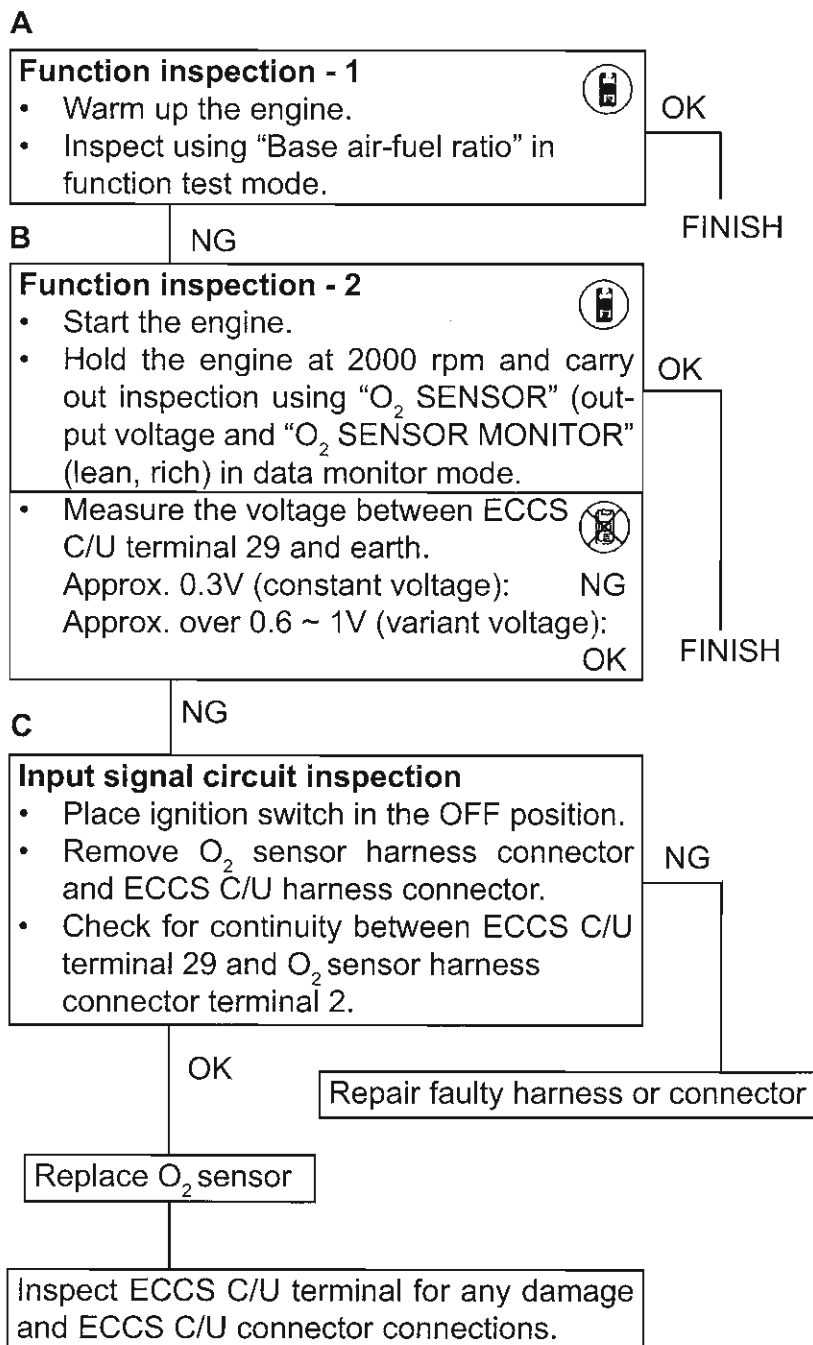 A
Function inspection - 1
• Warm up the engine.
OK
• Inspect using “Base air-fuel ratio” in
function test mode.
FINISH
B
NG
Function inspection - 2
• Start the engine.
• Hold the engine at 2000 rpm and carry
OK
out inspection using “O₂ SENSOR” (out-
put voltage and “O₂ SENSOR MONITOR”
(lean, rich) in data monitor mode.
• Measure the voltage between ECCS
C/U terminal 29 and earth.
Approx. 0.3V (constant voltage): NG
Approx. over 0.6 ~ 1V (variant voltage):
OK
FINISH
NG
C
Input signal circuit inspection
• Place ignition switch in the OFF position.
• Remove O₂ sensor harness connector
NG
and ECCS C/U harness connector.
• Check for continuity between ECCS C/U
terminal 29 and O₂ sensor harness
connector terminal 2.
OK
Repair faulty harness or connector
Replace O₂ sensor
Inspect ECCS C/U terminal for any damage
and ECCS C/U connector connections.